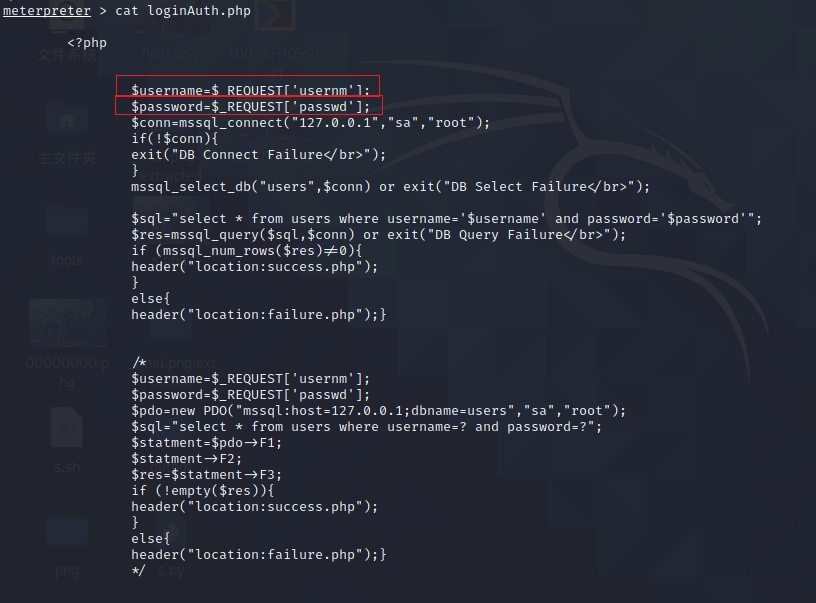 meterpreter > cat loginAuth.php
<?php
$username=$_REQUEST['usernm'];
$password=$_REQUEST['passwd'];
$conn=mssql_connect("127.0.0.1","sa","root");
if(!$conn){
exit("DB Connect Failure</br>");
}
mssql_select_db("users",$conn) or exit("DB Select Failure</br>");
$sql="select * from users where username='$username' and password='$password'";
$res=mssql_query($sql,$conn) or exit("DB Query Failure</br>");
if (mssql_num_rows($res)≠0){
header("location:success.php");
}
else{
header("location:failure.php");}
/*
$username=$_REQUEST['usernm'];
$password=$_REQUEST['passwd'];
$pdo=new PDO("mssql:host=127.0.0.1;dbname=users","sa","root");
$sql="select * from users where username=? and password=?";
$statment=$pdo→F1;
$statment→F2;
$res=$statment→F3;
if (!empty($res)){
header("location:success.php");
}
else{
header("location:failure.php");}
*/
文件系统
final.png
主文件夹
extracted
tools
00000000.p
ng
s.sh
png
s.py